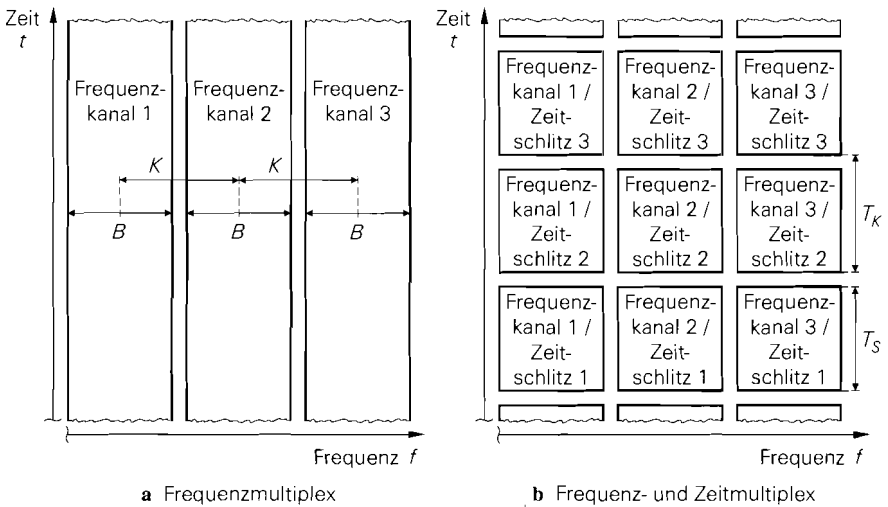 Zeit
t
Frequenz-
kanal 1
Frequenz-
kanal 2
Frequenz-
kanal 3
K
K
B
B
B
Frequenz f
a Frequenzmultiplex
Zeit
t
Frequenz-
kanal 1 /
Zeit-
schlitz 3
Frequenz-
kanal 2 /
Zeit-
schlitz 3
Frequenz-
kanal 3 /
Zeit-
schlitz 3
Frequenz-
kanal 1 /
Zeit-
schlitz 2
Frequenz-
kanal 2 /
Zeit-
schlitz 2
Frequenz-
kanal 3 /
Zeit-
schlitz 2
T_K
Frequenz-
kanal 1 /
Zeit-
schlitz 1
Frequenz-
kanal 2 /
Zeit-
schlitz 1
Frequenz-
kanal 3 /
Zeit-
schlitz 1
T_S
Frequenz f
b Frequenz- und Zeitmultiplex